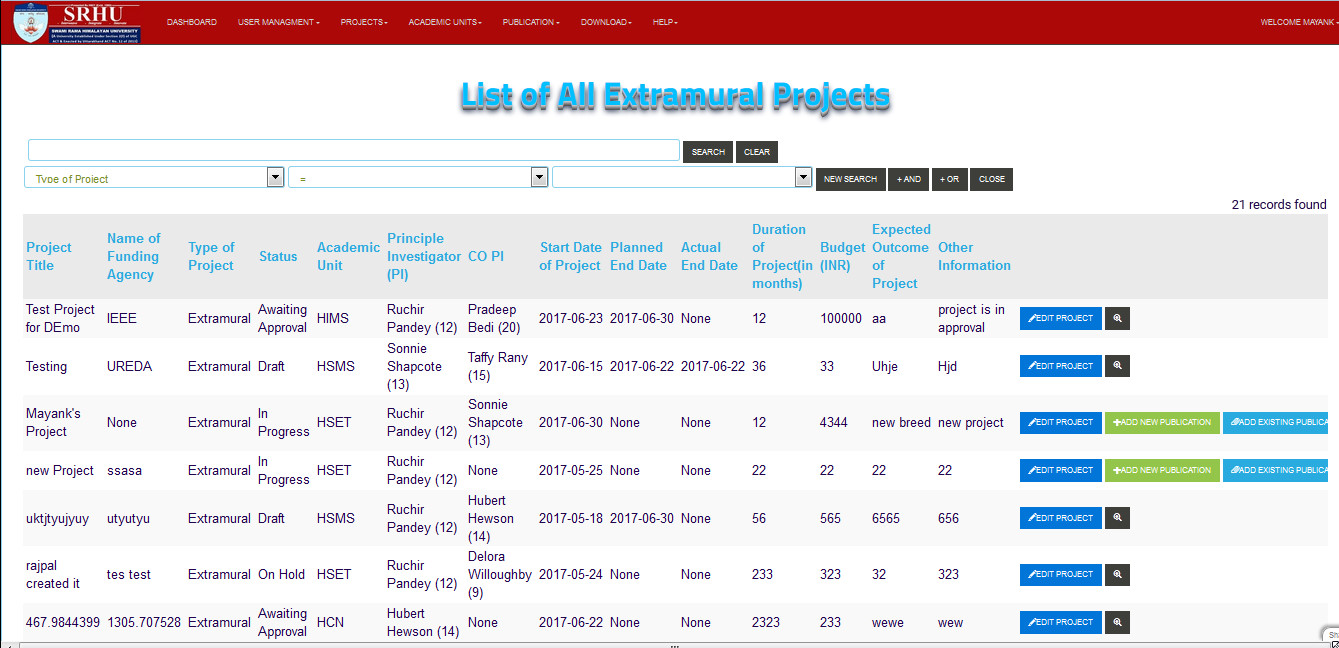 SRHU
SWAMI RAMA HIMALAYAN UNIVERSITY
DASHBOARD USER MANAGMENT PROJECTS ACADEMIC UNITS PUBLICATION DOWNLOAD HELP WELCOME MAYANK
List of All Extramural Projects
SEARCH CLEAR
Type of Project = NEW SEARCH + AND + OR CLOSE
21 records found
Project Title Name of Funding Agency Type of Project Status Academic Unit Principle Investigator (PI) CO PI Start Date of Project Planned End Date Actual End Date Duration of Project(in months) Budget (INR) Expected Outcome of Project Other Information
Test Project for DEmo IEEE Extramural Awaiting Approval HIMS Ruchir Pandey (12) Pradeep Bedi (20) 2017-06-23 2017-06-30 None 12 100000 aa project is in approval EDIT PROJECT
Testing UREDA Extramural Draft HSMS Sonnie Shapcote (13) Taffy Rany (15) 2017-06-15 2017-06-22 2017-06-22 36 33 Uhje Hjd EDIT PROJECT
Mayank's Project None Extramural In Progress HSET Ruchir Pandey (12) Sonnie Shapcote (13) 2017-06-30 None None 12 4344 new breed new project EDIT PROJECT +ADD NEW PUBLICATION ADD EXISTING PUBLICA
new Project ssasa Extramural In Progress HSET Ruchir Pandey (12) None 2017-05-25 None None 22 22 22 22 EDIT PROJECT +ADD NEW PUBLICATION ADD EXISTING PUBLICA
uktjtyujyuy utyutyu Extramural Draft HSMS Ruchir Pandey (12) Hubert Hewson (14) 2017-05-18 2017-06-30 None 56 565 6565 656 EDIT PROJECT
rajpal created it tes test Extramural On Hold HSET Ruchir Pandey (12) Delora Willoughby (9) 2017-05-24 None None 233 323 32 323 EDIT PROJECT
467.9844399 1305.707528 Extramural Awaiting Approval HCN Hubert Hewson (14) None 2017-06-22 None None 2323 233 wewe wew EDIT PROJECT